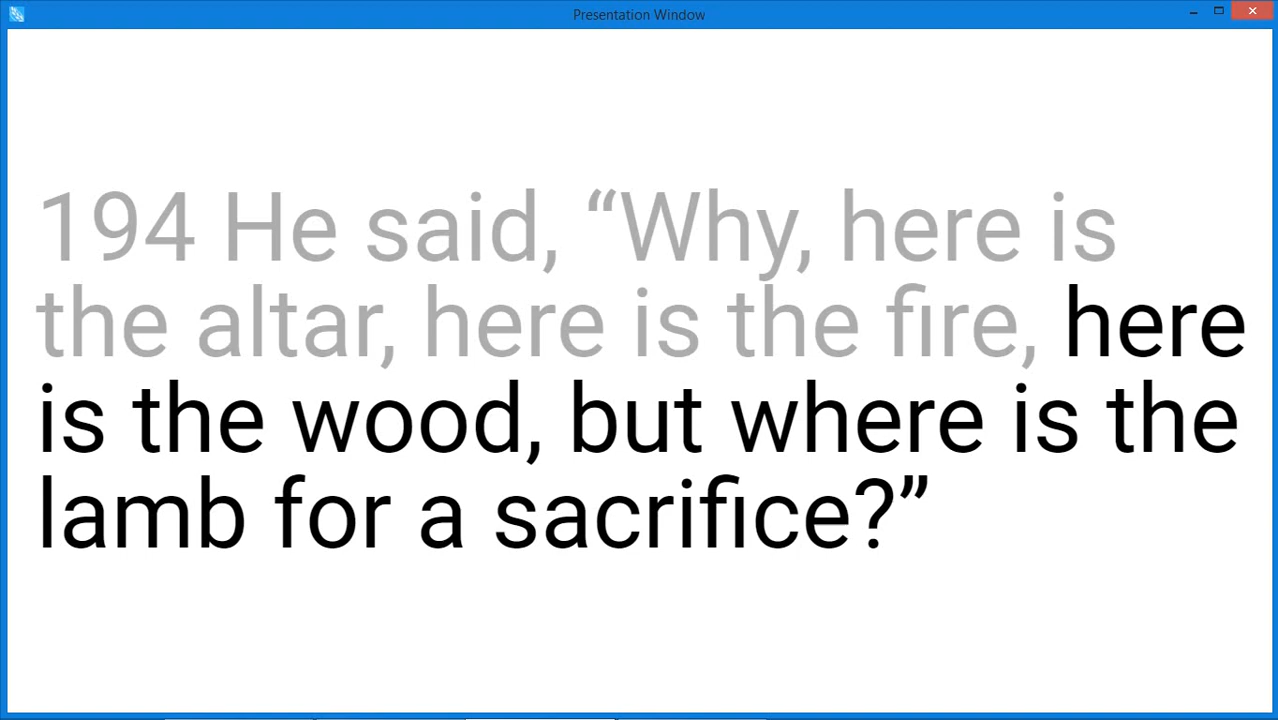 Presentation Window
194 He said, “Why, here is
the altar, here is the fire, here
is the wood, but where is the
lamb for a sacrifice?”